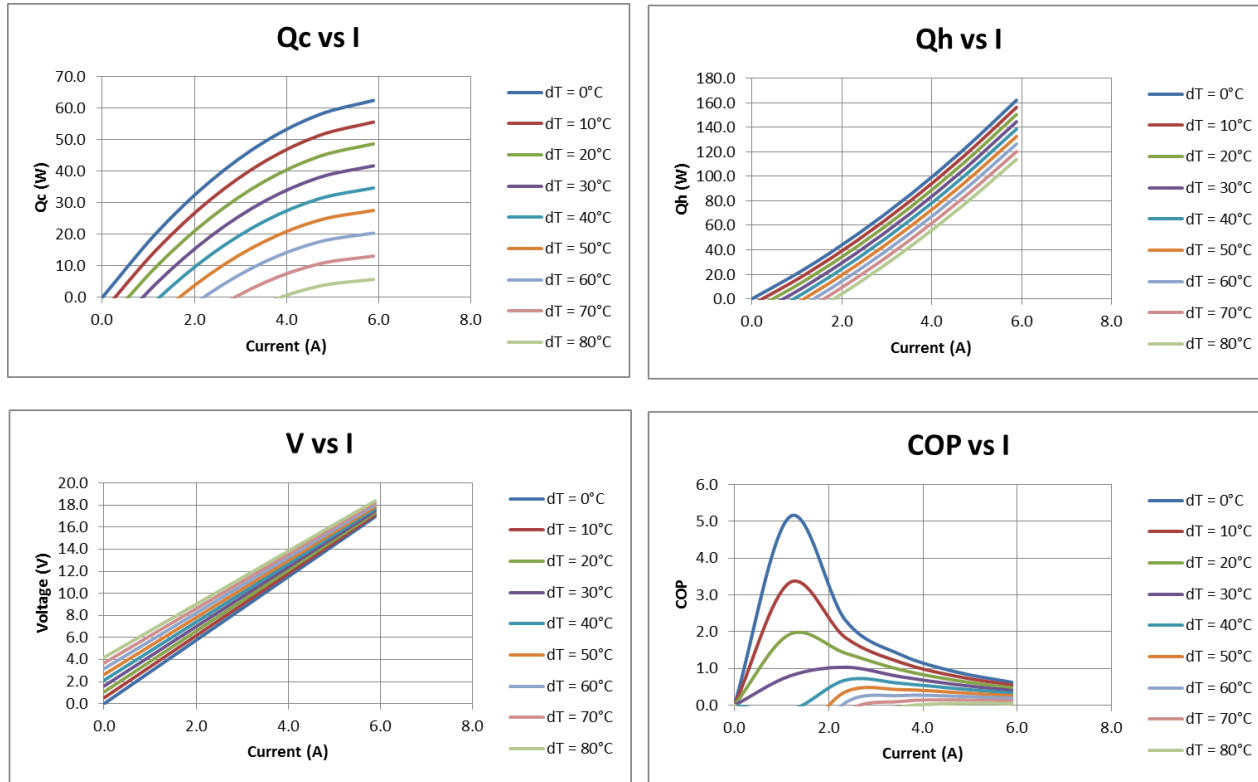 Qc vs I
Qc (W)
70.0
60.0
50.0
40.0
30.0
20.0
10.0
0.0
0.0 2.0 4.0 6.0 8.0
Current (A)
dT = 0°C
dT = 10°C
dT = 20°C
dT = 30°C
dT = 40°C
dT = 50°C
dT = 60°C
dT = 70°C
dT = 80°C
Qh vs I
Qh (W)
180.0
160.0
140.0
120.0
100.0
80.0
60.0
40.0
20.0
0.0
0.0 2.0 4.0 6.0 8.0
Current (A)
dT = 0°C
dT = 10°C
dT = 20°C
dT = 30°C
dT = 40°C
dT = 50°C
dT = 60°C
dT = 70°C
dT = 80°C
V vs I
Voltage (V)
20.0
18.0
16.0
14.0
12.0
10.0
8.0
6.0
4.0
2.0
0.0
0.0 2.0 4.0 6.0 8.0
Current (A)
dT = 0°C
dT = 10°C
dT = 20°C
dT = 30°C
dT = 40°C
dT = 50°C
dT = 60°C
dT = 70°C
dT = 80°C
COP vs I
COP
6.0
5.0
4.0
3.0
2.0
1.0
0.0
0.0 2.0 4.0 6.0 8.0
Current (A)
dT = 0°C
dT = 10°C
dT = 20°C
dT = 30°C
dT = 40°C
dT = 50°C
dT = 60°C
dT = 70°C
dT = 80°C